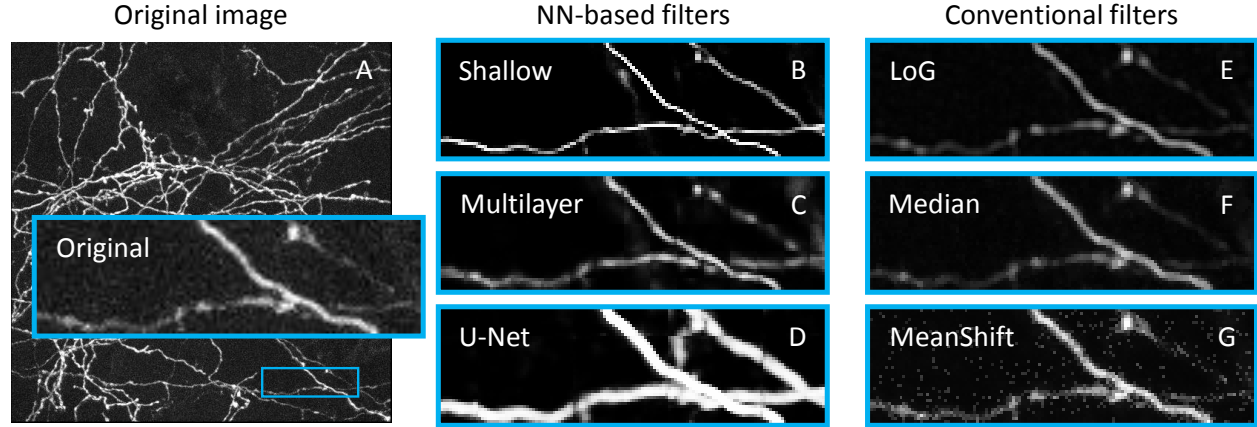 Original image
NN-based filters
Conventional filters
A
Original
Shallow
B
Multilayer
C
U-Net
D
LoG
E
Median
F
MeanShift
G